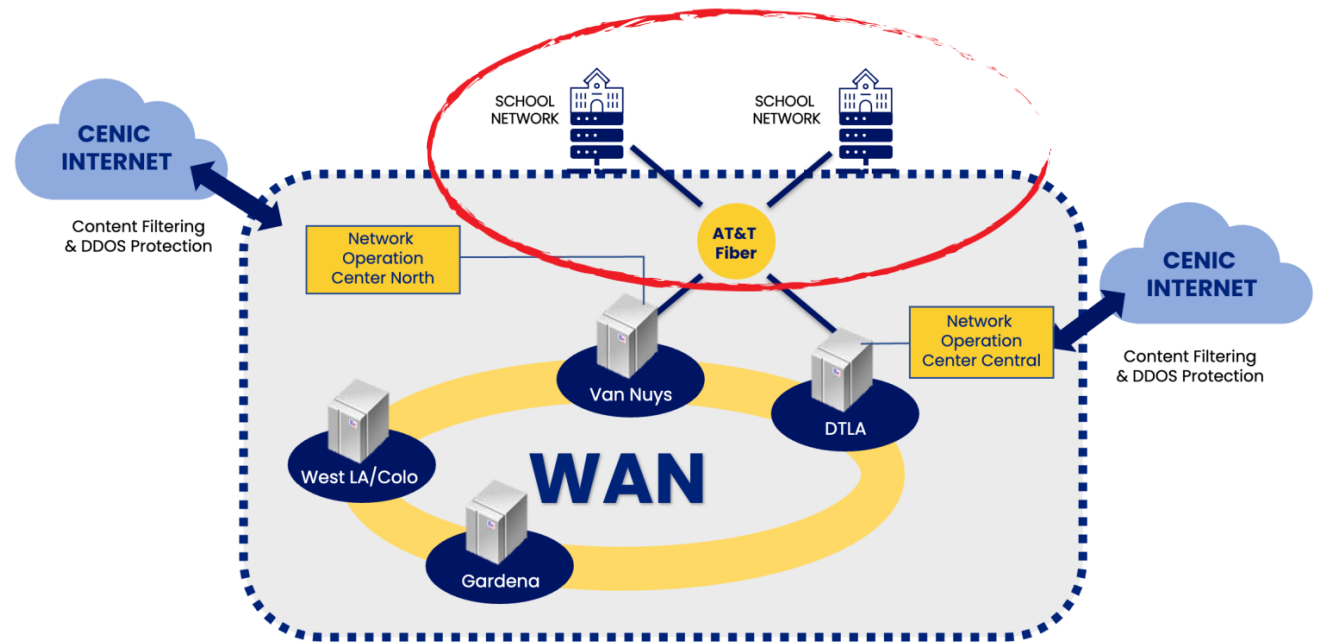 SCHOOL
NETWORK
SCHOOL
NETWORK
CENIC
INTERNET
Content Filtering
& DDOS Protection
AT&T
Fiber
Network
Operation
Center North
CENIC
INTERNET
Network
Operation
Center Central
Content Filtering
& DDOS Protection
Van Nuys
DTLA
West LA/Colo
WAN
Gardena